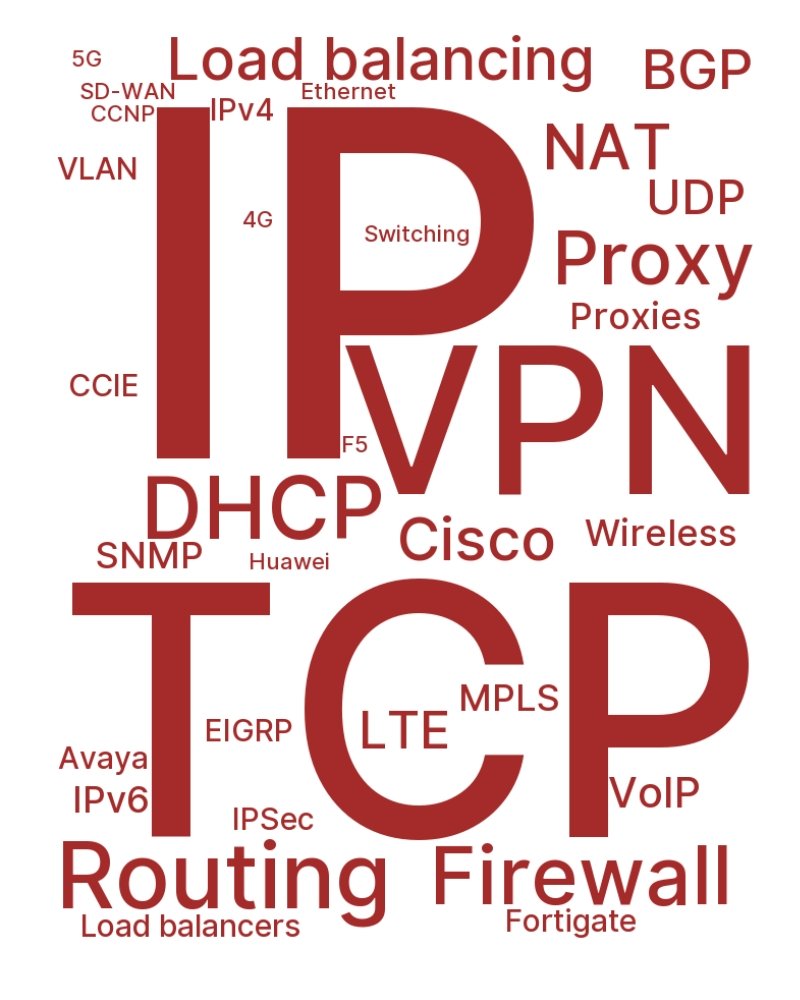 5G
Load balancing
BGP
SD-WAN
Ethernet
CCNP
IPv4
IP
NAT
VLAN
UDP
4G
Switching
Proxy
Proxies
CCIE
VPN
F5
DHCP
Cisco
Wireless
SNMP
Huawei
TCP
MPLS
EIGRP
LTE
Avaya
IPv6
VoIP
IPSec
Routing
Firewall
Load balancers
Fortigate